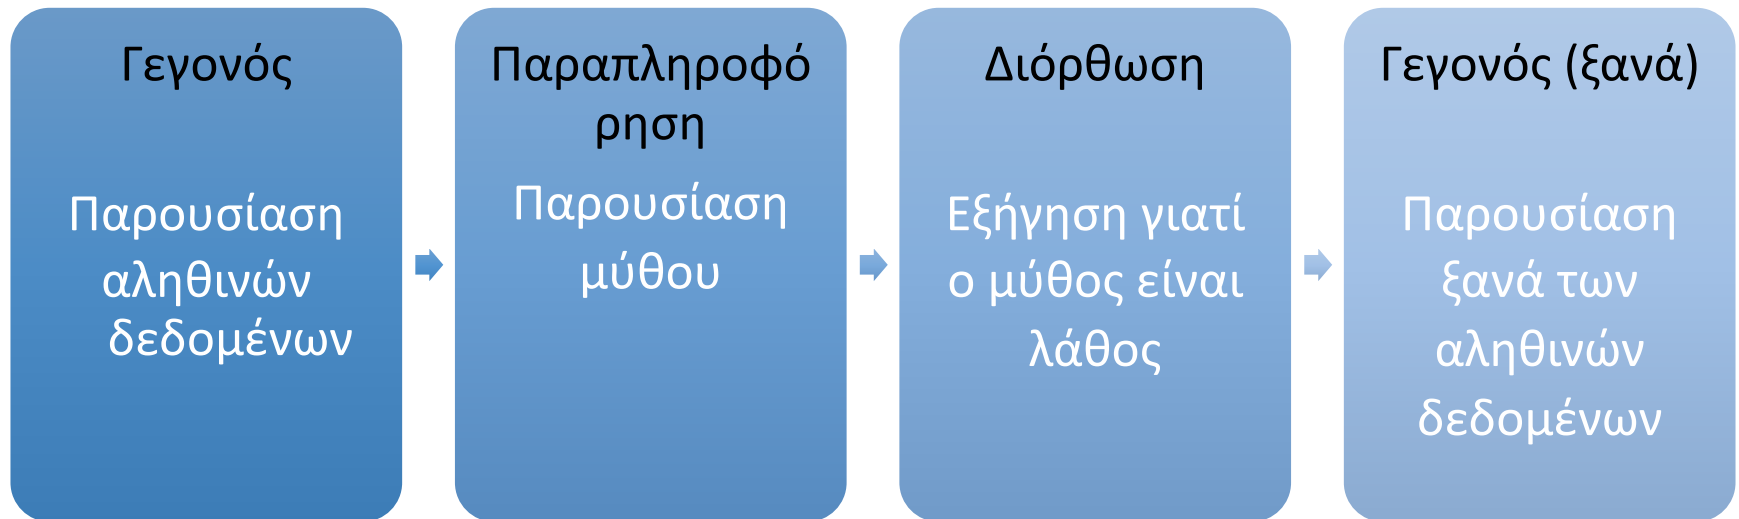 Γεγονός
Παρουσίαση
αληθινών
δεδομένων
Παραπληροφό
ρηση
Παρουσίαση
μύθου
Διόρθωση
Εξήγηση γιατί
ο μύθος είναι
λάθος
Γεγονός (ξανά)
Παρουσίαση
ξανά των
αληθινών
δεδομένων